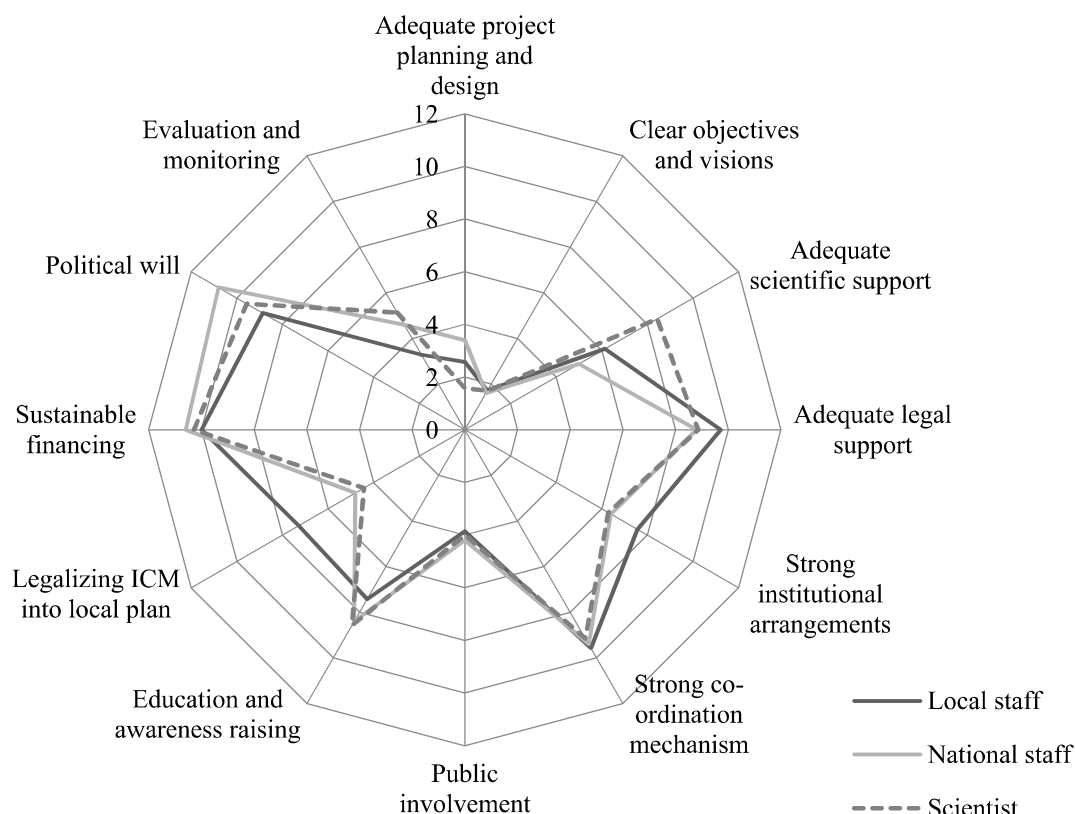 Adequate project
planning and
design
12
10
8
6
4
2
0
Clear objectives
and visions
Adequate
scientific support
Adequate legal
support
Strong
institutional
arrangements
Strong co-
ordination
mechanism
Public
involvement
Education and
awareness raising
Legalizing ICM
into local plan
Sustainable
financing
Political will
Evaluation and
monitoring
Local staff
National staff
Scientist